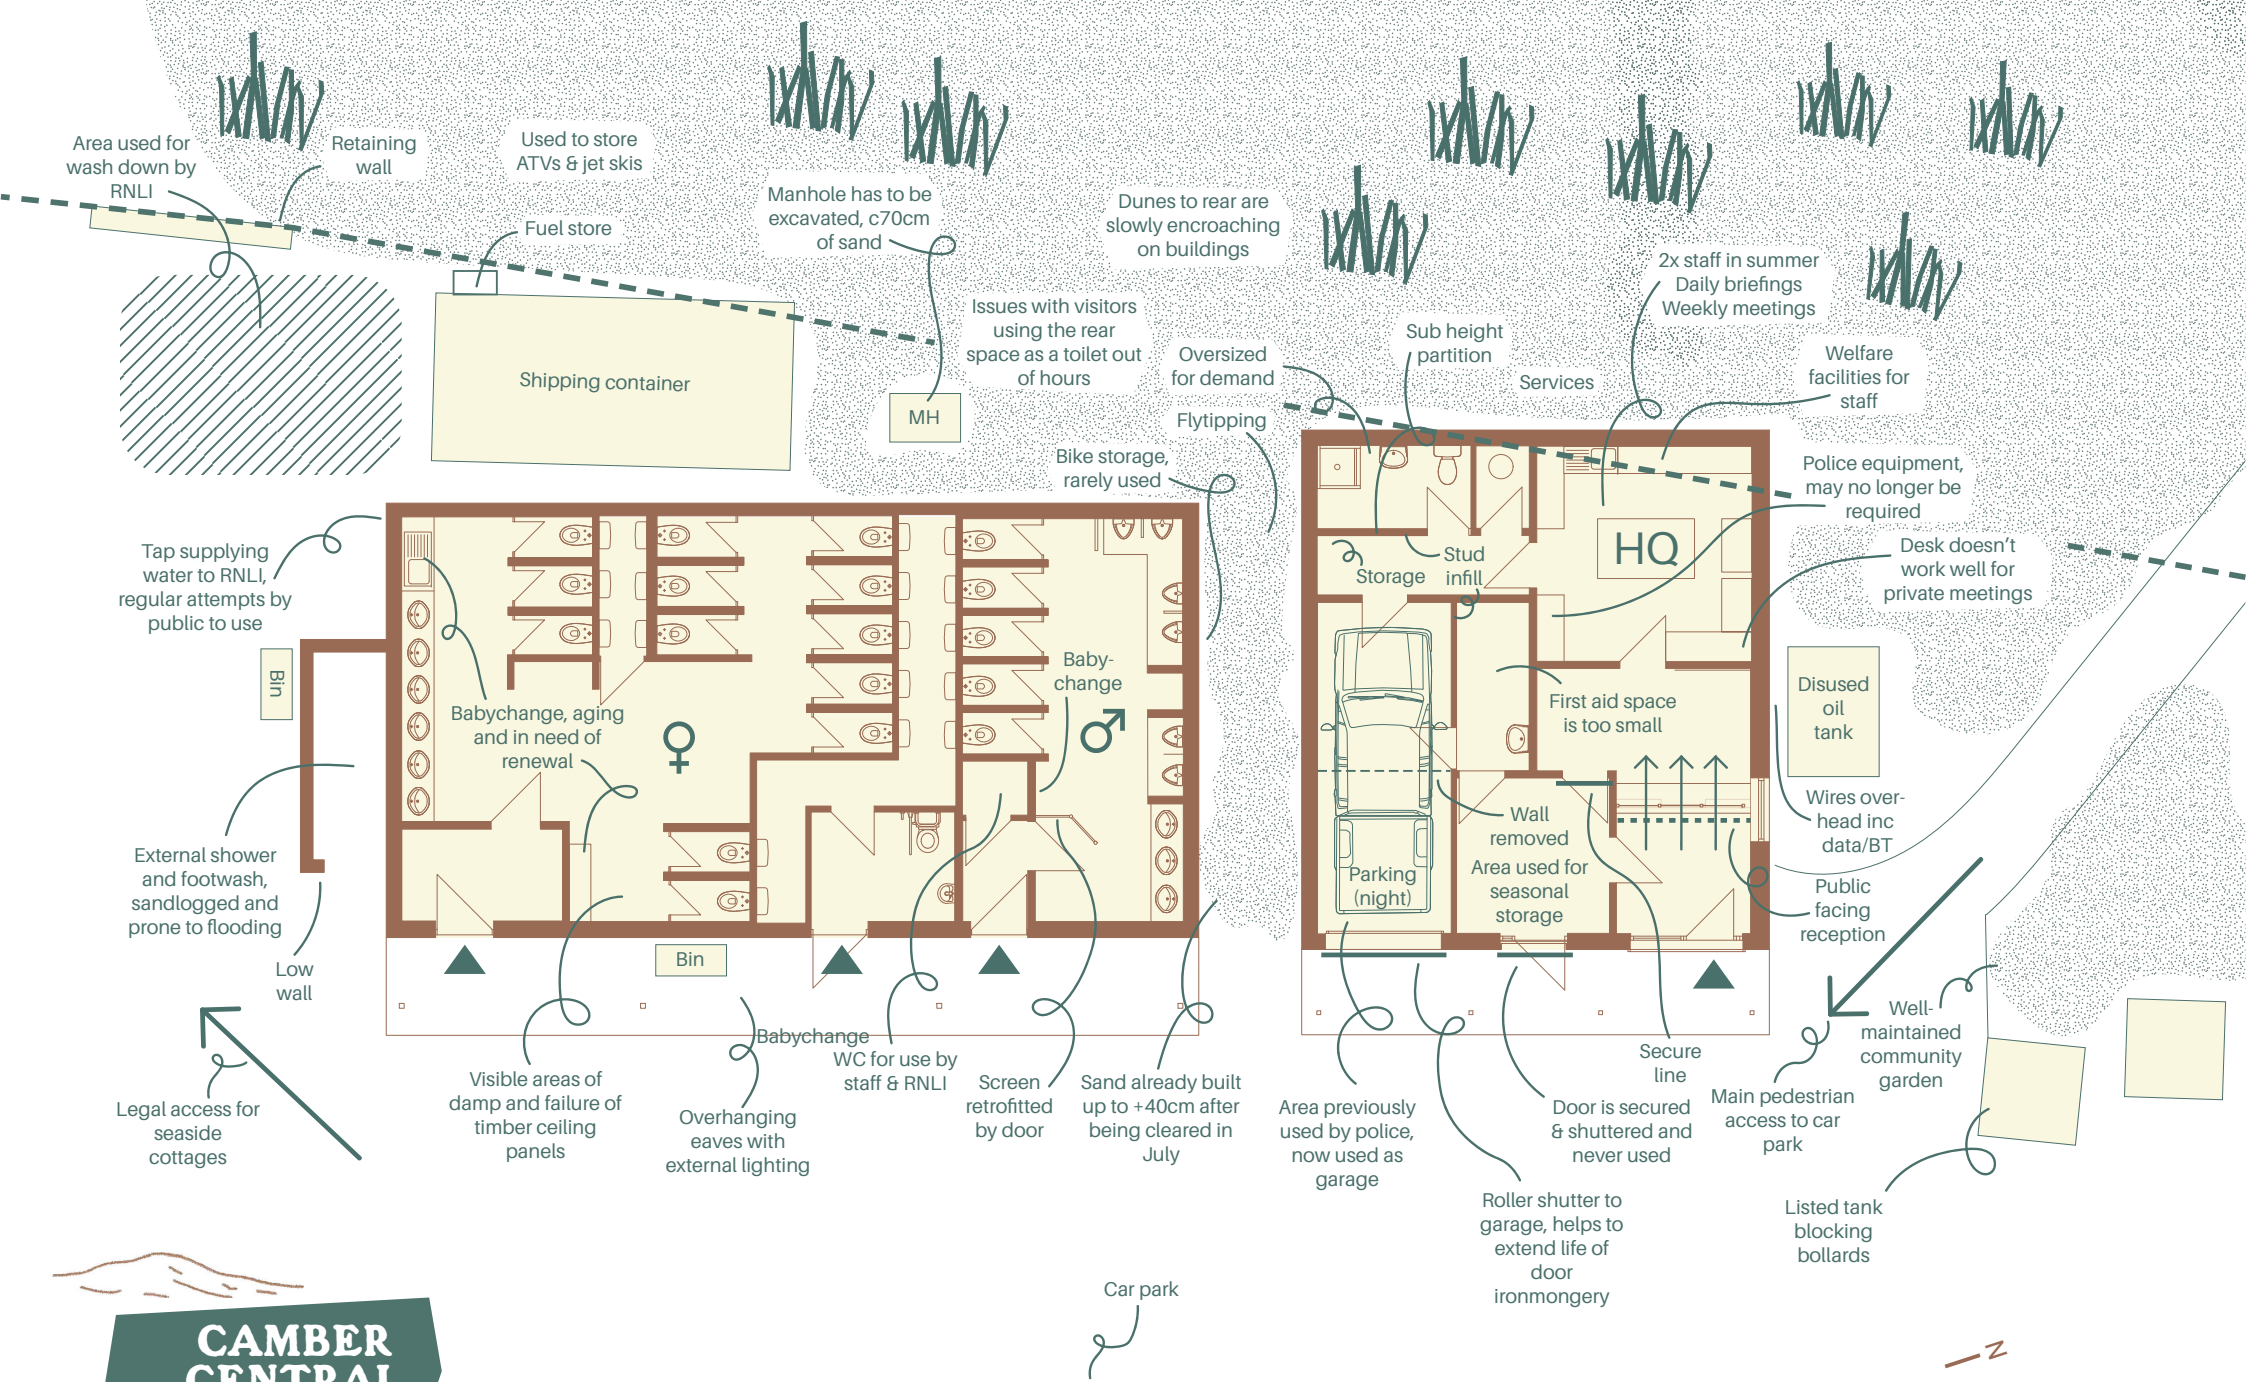 Area used for
wash down by
RNLI
Retaining
wall
Used to store
ATVs & jet skis
Fuel store
Manhole has to be
excavated, c70cm
of sand
Dunes to rear are
slowly encroaching
on buildings
2x staff in summer
Daily briefings
Weekly meetings
Issues with visitors
using the rear
space as a toilet out
of hours
Oversized
for demand
Sub height
partition
Services
Welfare
facilities for
staff
Shipping container
MH
Flytipping
Bike storage,
rarely used
Police equipment,
may no longer be
required
Tap supplying
water to RNLI,
regular attempts by
public to use
Storage
Stud
infill
HQ
Desk doesn't
work well for
private meetings
Bin
Baby-
change
Babychange, aging
and in need of
renewal
♀
♂
First aid space
is too small
Disused
oil
tank
Wall
removed
Wires over-
head inc
data/BT
External shower
and footwash,
sandlogged and
prone to flooding
Parking
(night)
Area used for
seasonal
storage
Public
facing
reception
Low
wall
Bin
Babychange
WC for use by
staff & RNLI
Well-
maintained
community
garden
Legal access for
seaside
cottages
Visible areas of
damp and failure of
timber ceiling
panels
Overhanging
eaves with
external lighting
Screen
retrofitted
by door
Sand already built
up to +40cm after
being cleared in
July
Area previously
used by police,
now used as
garage
Door is secured
& shuttered and
never used
Secure
line
Main pedestrian
access to car
park
Roller shutter to
garage, helps to
extend life of
door
ironmongery
Listed tank
blocking
bollards
Car park
CAMBER
CENTRAL
N